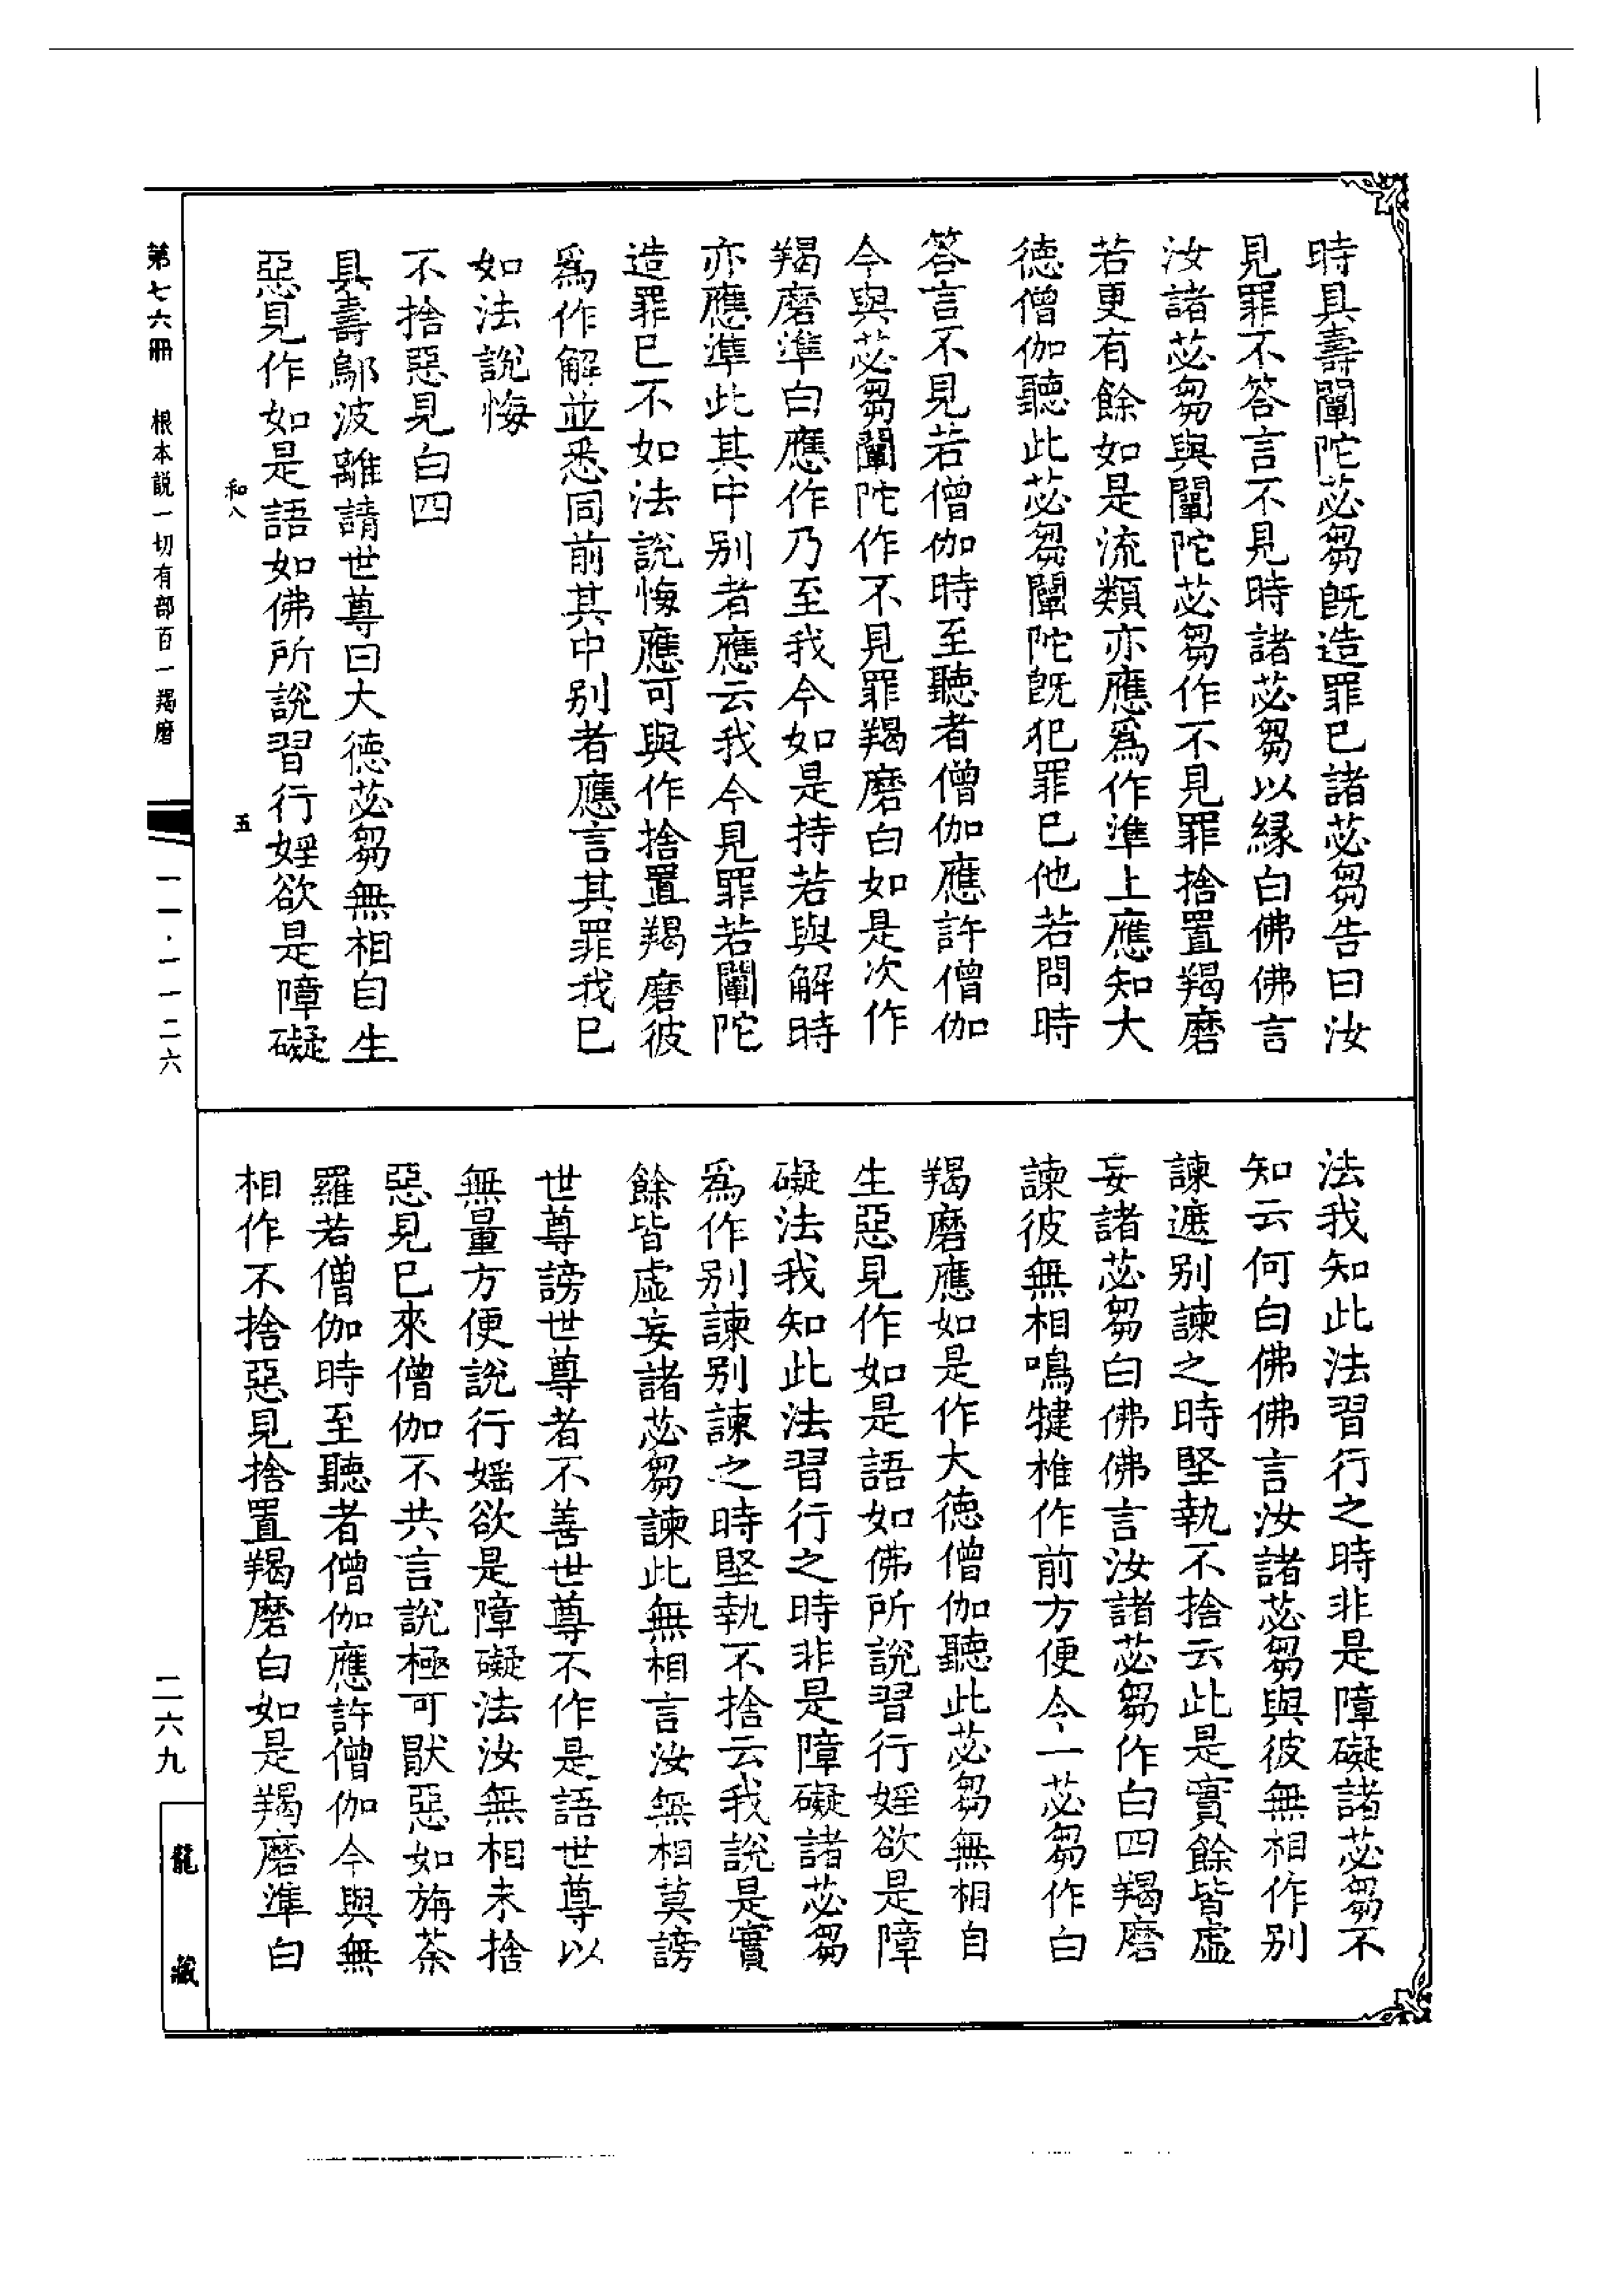 時具壽闡陀苾芻既造罪已諸苾芻告曰汝
見罪不答言不見時諸苾芻以縁白佛佛言
汝諸苾芻與闡陀苾芻作不見罪捨置羯磨
若更有餘如是流類亦應爲作準上應知大
德僧伽聽此苾芻闡陀既犯罪已他若問時
答言不見若僧伽時至聽者僧伽應許僧伽
今與苾芻闡陀作不見罪羯磨白如是次作
羯磨準白應作乃至我今如是持若與解時
亦應準此其中别者應云我今見罪若闡陀
造罪已不如法說悔應可與作捨置羯磨彼
爲作解並悉同前其中别者應言其罪我已
如法說悔
不捨惡見白四
具壽鄔波離請世尊曰大德苾芻無相自生
惡見作如是語如佛所說習行婬欲是障礙
法我知此法習行之時非是障礙諸苾芻不
知云何白佛佛言汝諸苾芻與彼無相作别
諫遮别諫之時堅執不捨云此是實餘皆虛
妄諸苾芻白佛佛言汝諸苾芻作白四羯磨
諫彼無相鳴犍椎作前方便令一苾芻作白
羯磨應如是作大德僧伽聽此苾芻無相自
生惡見作如是語如佛所說習行婬欲是障
礙法我知此法習行之時非是障礙諸苾芻
爲作别諫别諫之時堅執不捨云我說是實
餘皆虛妄諸苾芻諫此無相言汝無相莫謗
世尊謗世尊者不善世尊不作是語世尊以
無量方便說行婬欲是障礙法汝無相未捨
惡見已來僧伽不共言說極可猒惡如旃荼
羅若僧伽時至聽者僧伽應許僧伽今與無
相作不捨惡見捨置羯磨白如是羯磨準白
和八
五
第七六冊 根本說一切有部百一羯磨
一一·一一二六
二六九
龍藏